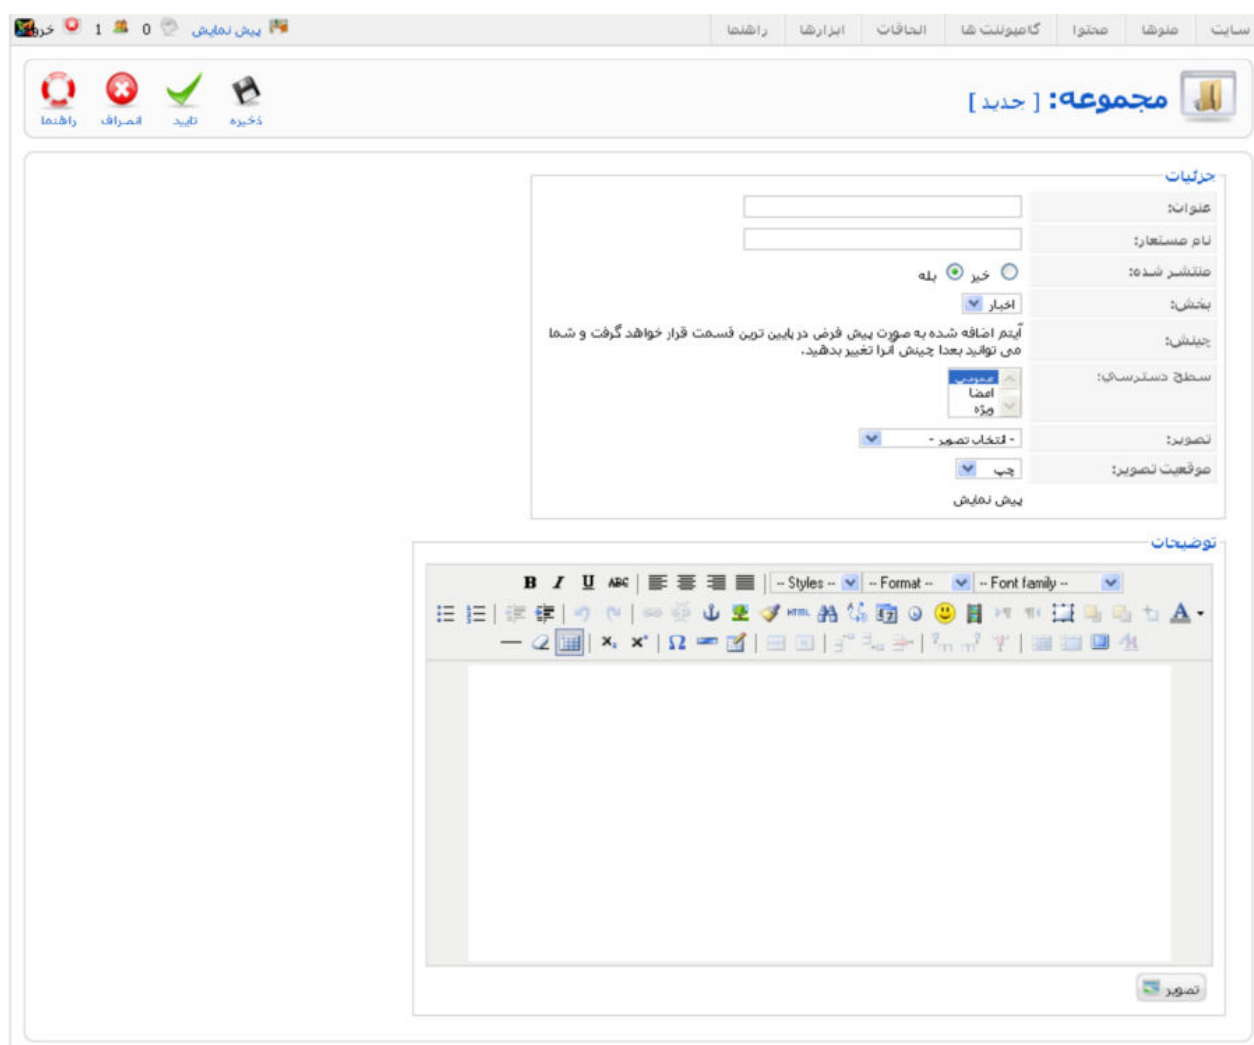 سایت منوها محتوا کامپوننت ها الحاقات ابزارها راهنما پیش نمایش 0 1 خرو
مجموعه: [ جدید ]
ذخیره تایید انصراف راهنما
جزئیات
عنوان:
نام مستعار:
منتشر شده: خیر بله
بخش: اخبار
چینش: آیتم اضافه شده به صورت پیش فرض در پایین ترین قسمت قرار خواهد گرفت و شما
می توانید بعدا چینش آنرا تغییر بدهید.
سطح دسترسي: عمومی
اعضا
ویژه
تصویر: - انتخاب تصویر -
موقعیت تصویر: چپ
پیش نمایش
توضیحات
B I U ABC -- Styles -- -- Format -- -- Font family --
HTML A
تصویر